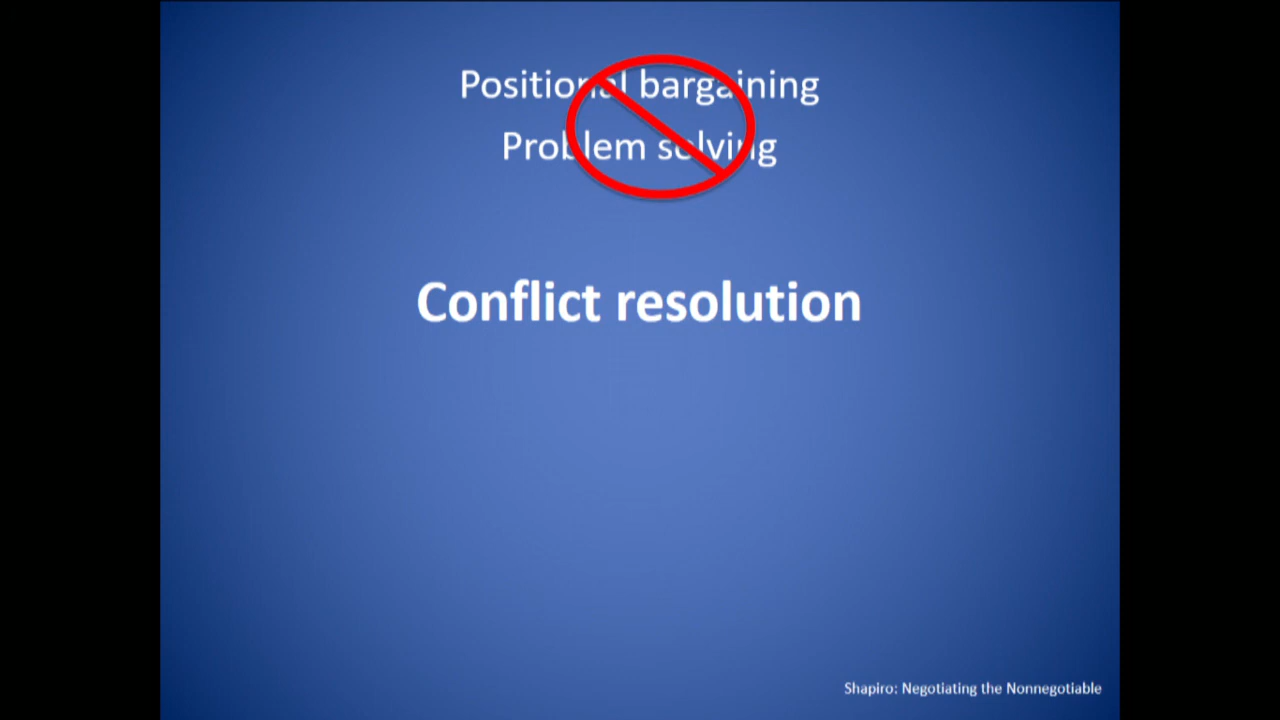 Positional bargaining
Problem solving
Conflict resolution
Shapiro: Negotiating the Nonnegotiable